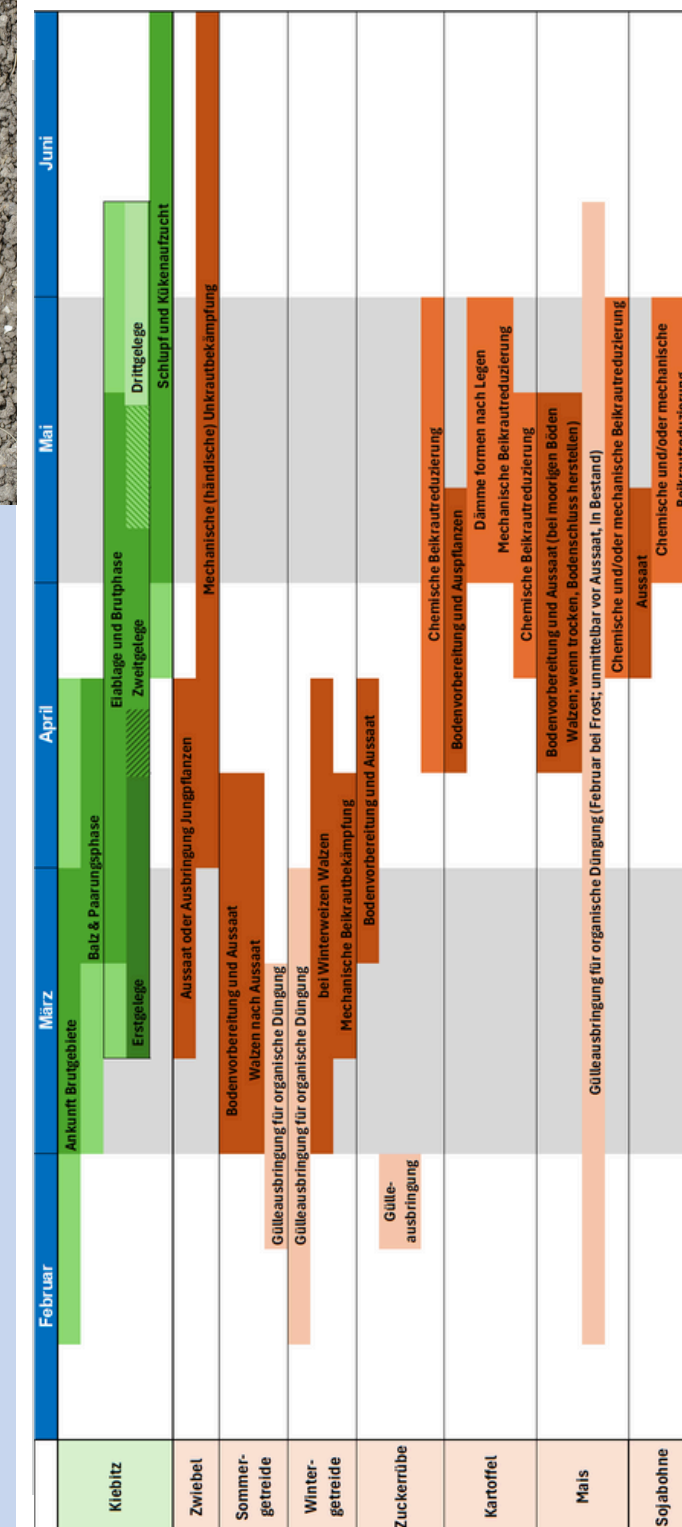 Februar
März
April
Mai
Juni
Kiebitz
Ankunft Brutgebiete
Balz & Paarungsphase
Eiablage und Brutphase
Erstgelege
Zweitgelege
Drittgelege
Schlupf und Kükenaufzucht
Zwiebel
Aussaat oder Ausbringung Jungpflanzen
Mechanische (händische) Unkrautbekämpfung
Sommer-
getreide
Bodenvorbereitung und Aussaat
Walzen nach Aussaat
Gülleausbringung für organische Düngung
Winter-
getreide
Gülleausbringung für organische Düngung
bei Winterweizen Walzen
Mechanische Beikrautbekämpfung
Zuckerrübe
Bodenvorbereitung und Aussaat
Gülle-
ausbringung
Chemische Beikrautreduzierung
Kartoffel
Bodenvorbereitung und Auspflanzen
Dämme formen nach Legen
Mechanische Beikrautreduzierung
Chemische Beikrautreduzierung
Mais
Bodenvorbereitung und Aussaat (bei moorigen Böden
Walzen; wenn trocken, Bodenschluss herstellen)
Gülleausbringung für organische Düngung (Februar bei Frost; unmittelbar vor Aussaat, In Bestand)
Chemische und/oder mechanische Beikrautreduzierung
Sojabohne
Aussaat
Chemische und/oder mechanische